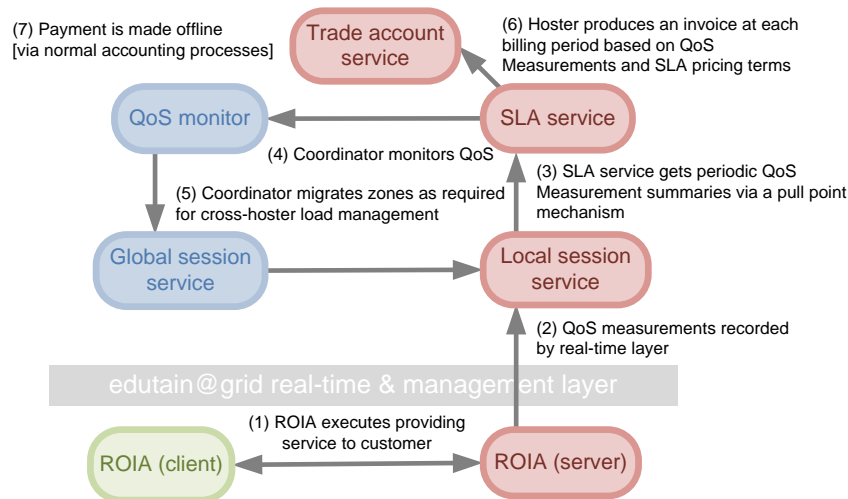 (7) Payment is made offline
[via normal accounting processes]
Trade account
service
(6) Hoster produces an invoice at each
billing period based on QoS
Measurements and SLA pricing terms
QoS monitor
SLA service
(4) Coordinator monitors QoS
(3) SLA service gets periodic QoS
Measurement summaries via a pull point
mechanism
(5) Coordinator migrates zones as required
for cross-hoster load management
Global session
service
Local session
service
(2) QoS measurements recorded
by real-time layer
edutain@grid real-time & management layer
(1) ROIA executes providing
service to customer
ROIA (client)
ROIA (server)